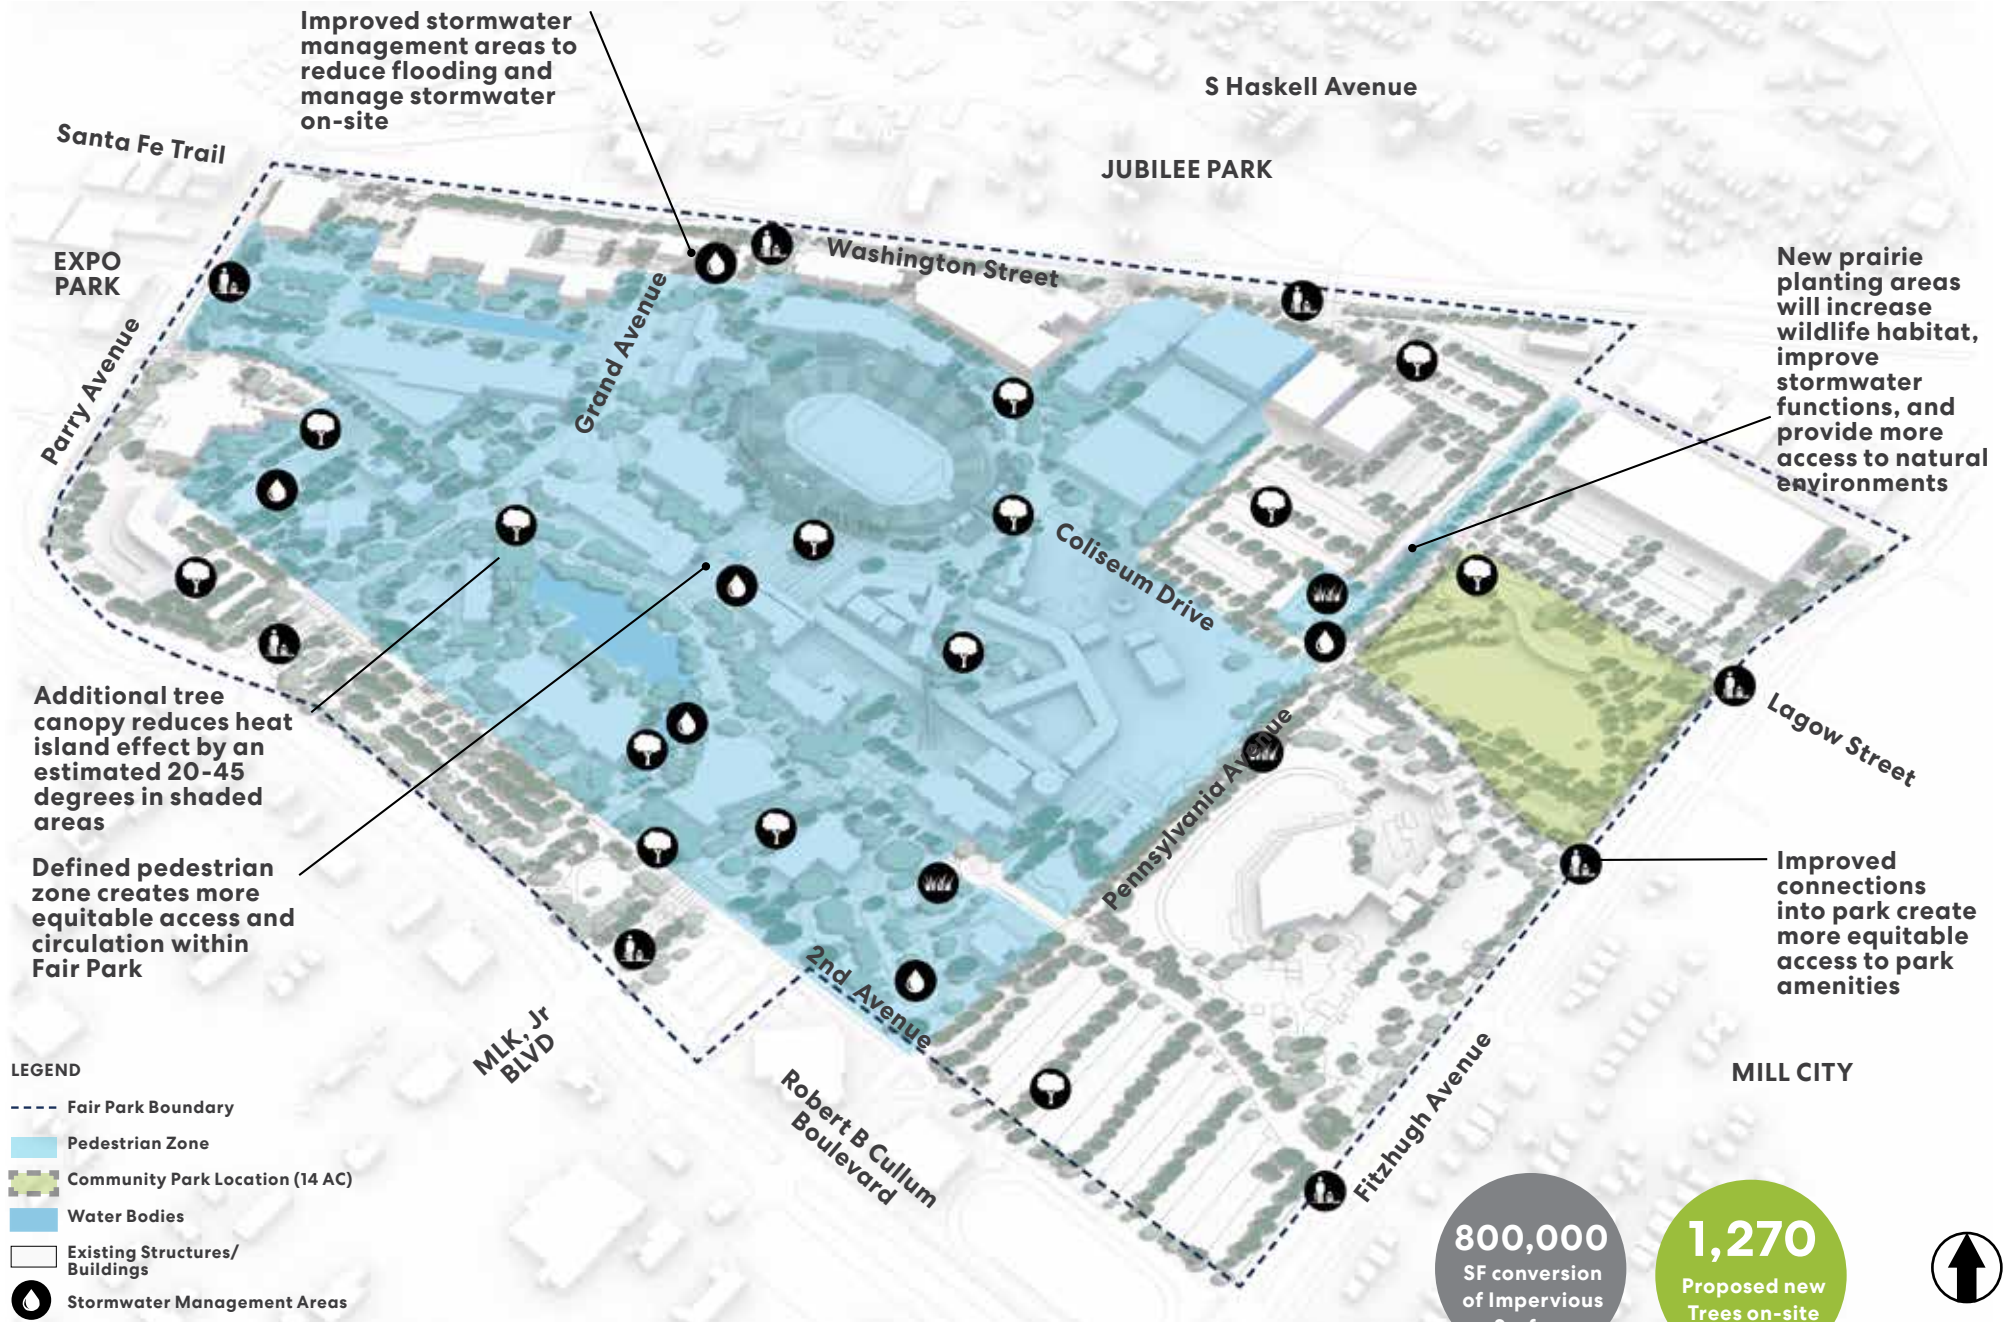 Improved stormwater
management areas to
reduce flooding and
manage stormwater
on-site
S Haskell Avenue
Santa Fe Trail
JUBILEE PARK
EXPO
PARK
Washington Street
New prairie
planting areas
will increase
wildlife habitat,
improve
stormwater
functions, and
provide more
access to natural
environments
Grand Avenue
Parry Avenue
Coliseum Drive
Additional tree
canopy reduces heat
island effect by an
estimated 20-45
degrees in shaded
areas
Lagow Street
Pennsylvania Avenue
Defined pedestrian
zone creates more
equitable access and
circulation within
Fair Park
Improved
connections
into park create
more equitable
access to park
amenities
2nd Avenue
MLK, Jr
BLVD
Robert B Cullum
Boulevard
Fitzhugh Avenue
MILL CITY
LEGEND
Fair Park Boundary
Pedestrian Zone
Community Park Location (14 AC)
Water Bodies
Existing Structures/
Buildings
Stormwater Management Areas
800,000
SF conversion
of Impervious
1,270
Proposed new
Trees on-site